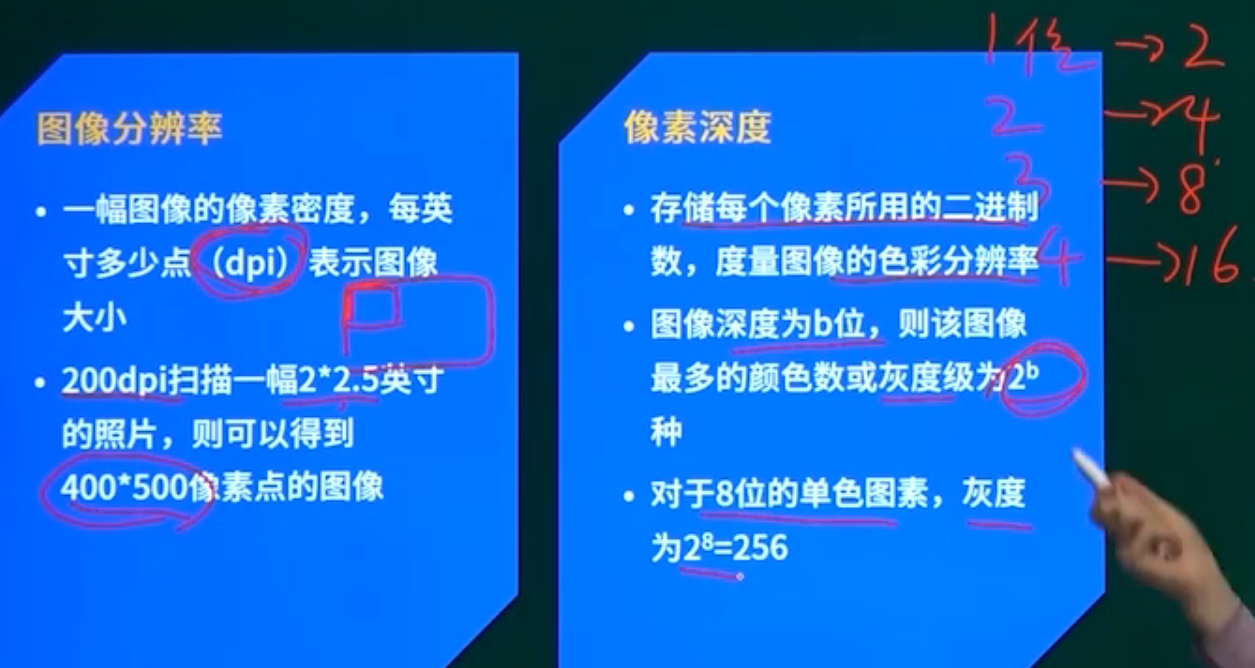 图像分辨率
• 一幅图像的像素密度，每英
寸多少点（dpi）表示图像
大小
• 200dpi扫描一幅2*2.5英寸
的照片，则可以得到
400*500像素点的图像
像素深度
• 存储每个像素所用的二进制
数，度量图像的色彩分辨率
• 图像深度为b位，则该图像
最多的颜色数或灰度级为2ᵇ
种
• 对于8位的单色图素，灰度
为2⁸=256
1位→2
2→4
3→8
4→16